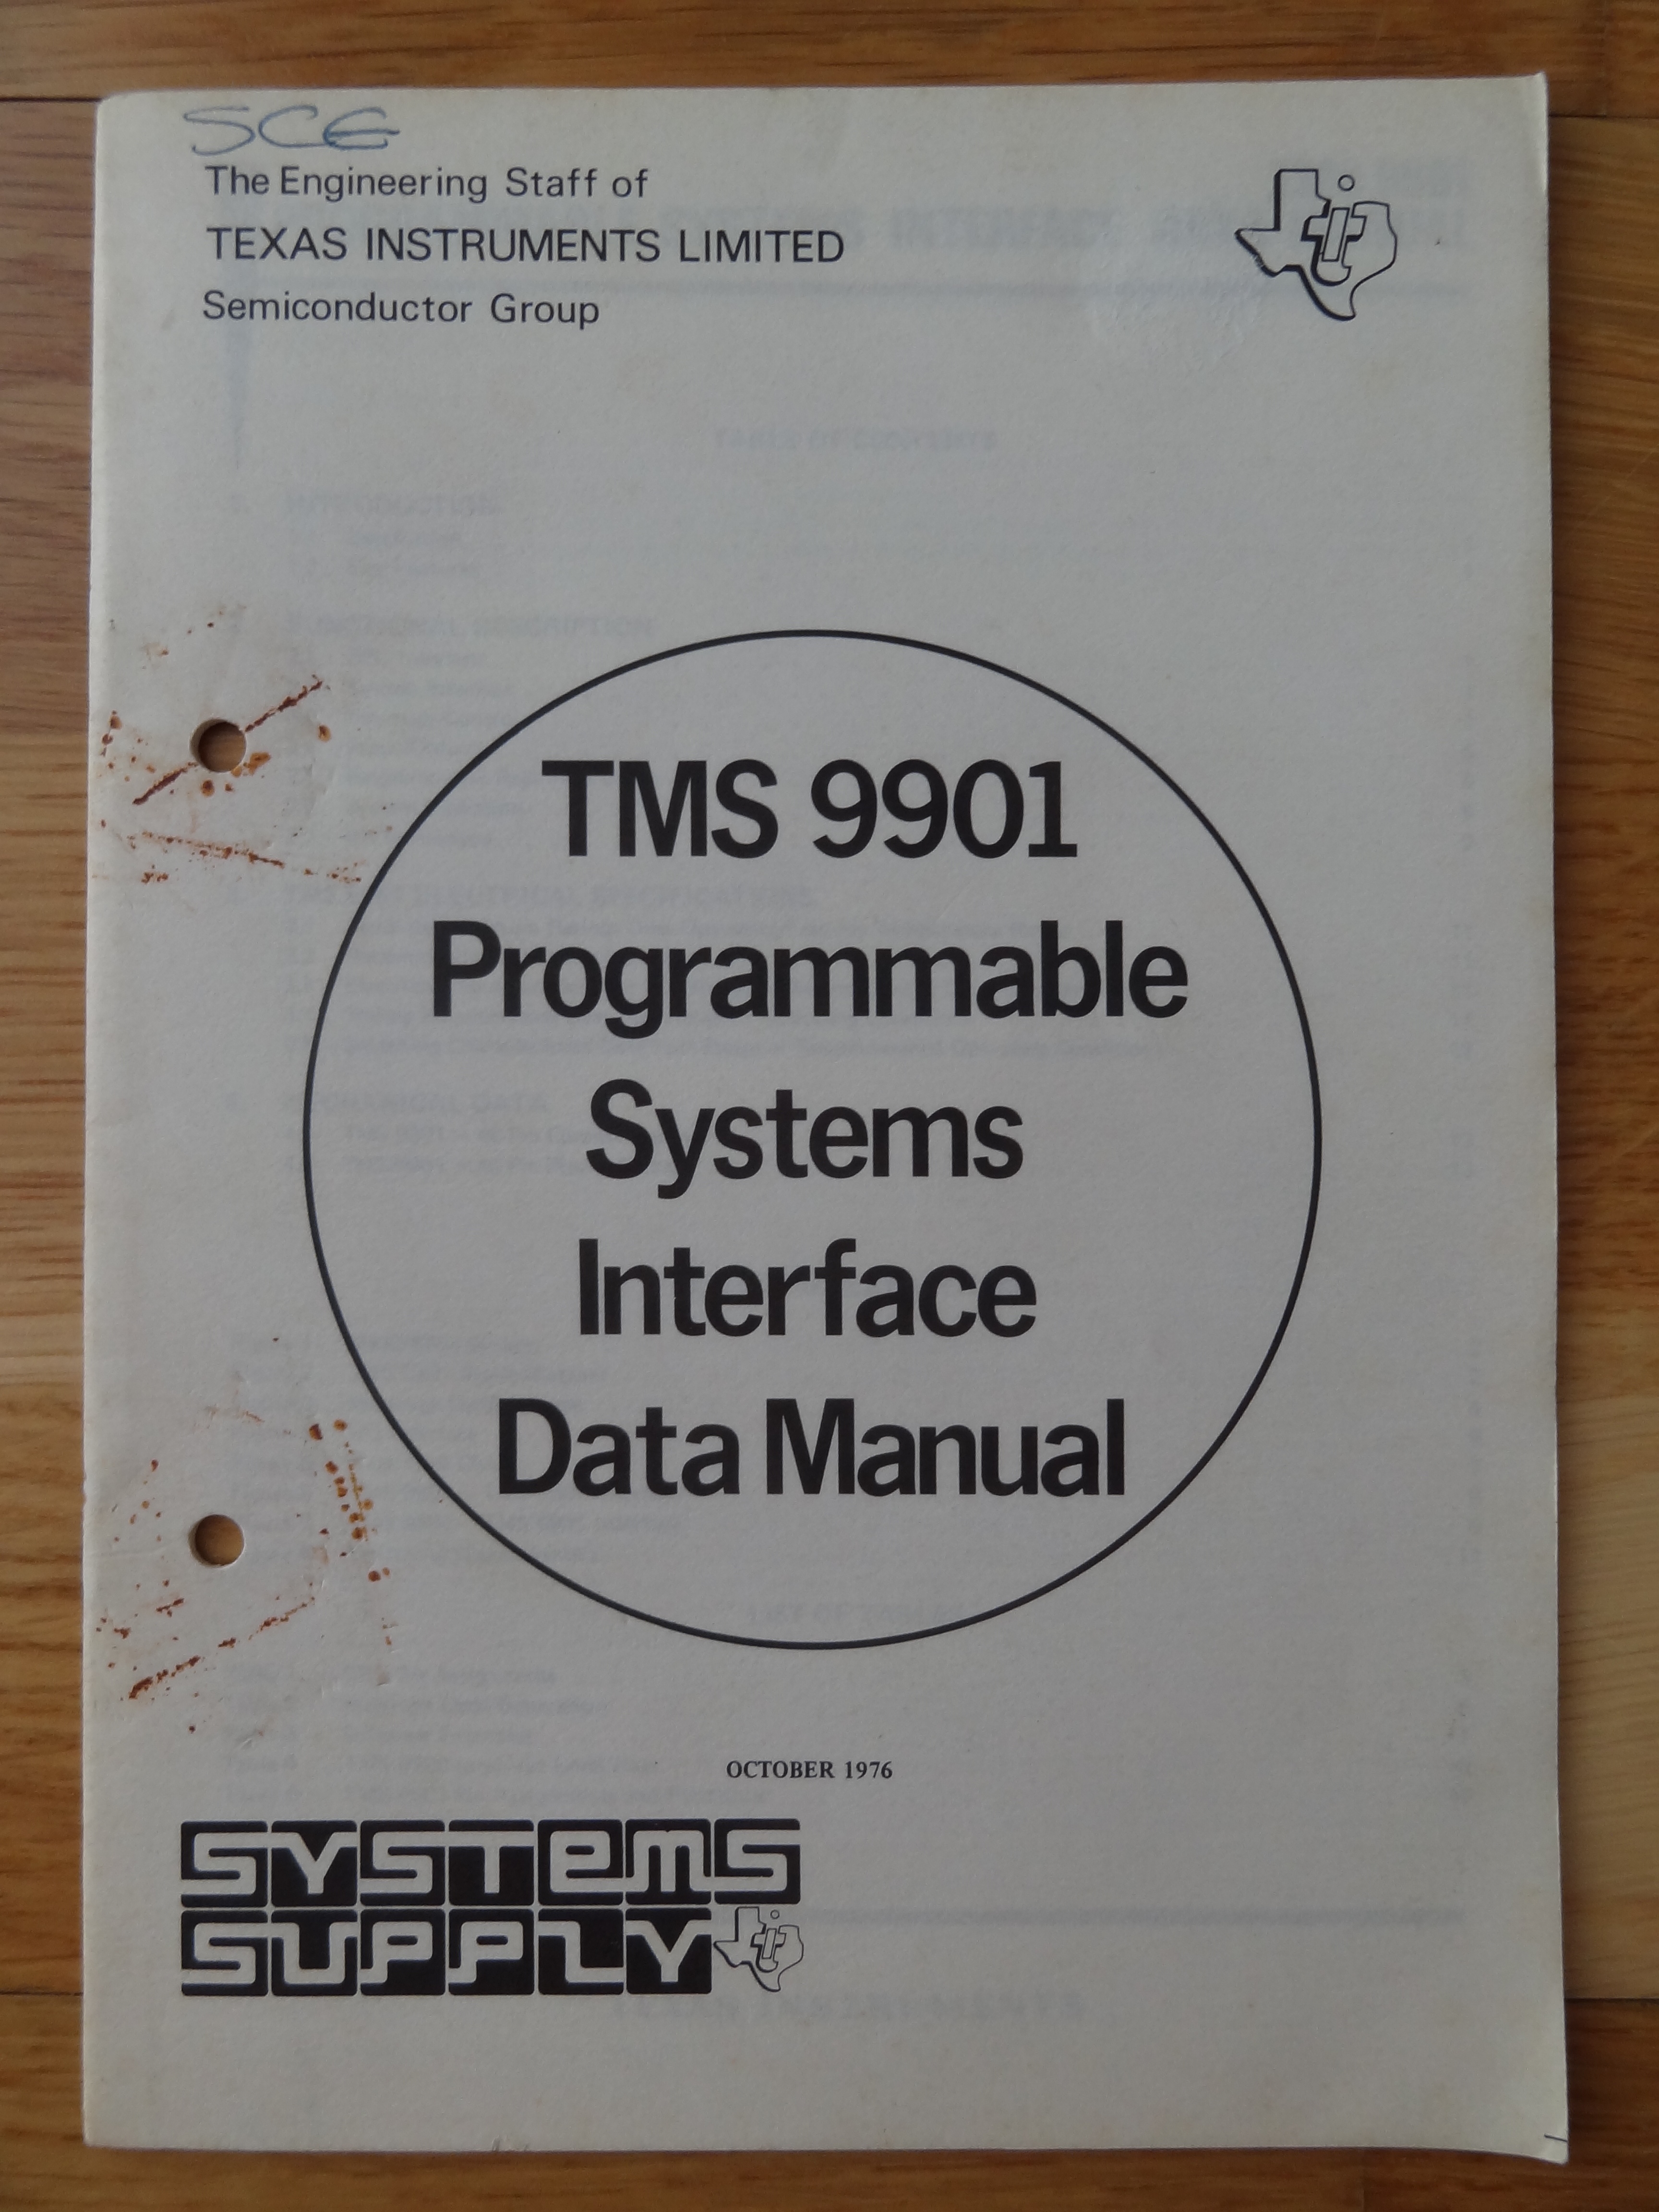 SCE
The Engineering Staff of
TEXAS INSTRUMENTS LIMITED
Semiconductor Group
TMS 9901
Programmable
Systems
Interface
Data Manual
OCTOBER 1976
SYSTEMS
SUPPLY